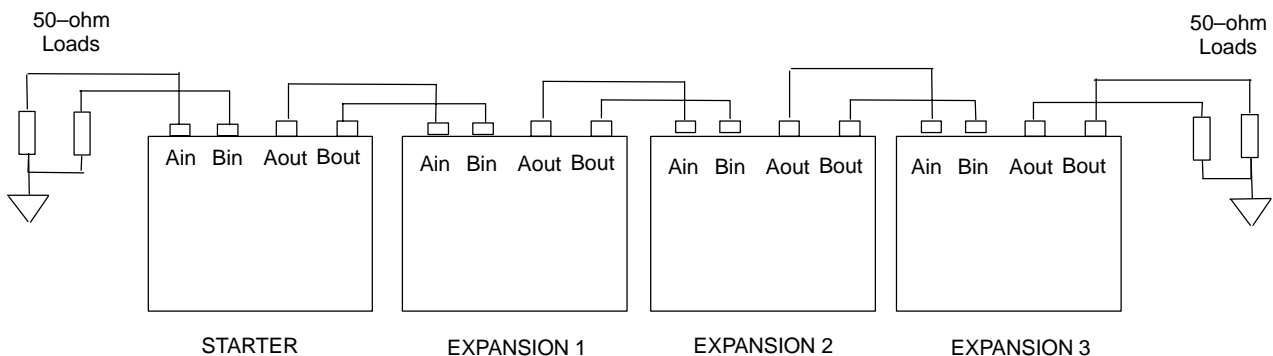 50–ohm
Loads
50–ohm
Loads
Ain Bin Aout Bout
Ain Bin Aout Bout
Ain Bin Aout Bout
Ain Bin Aout Bout
STARTER
EXPANSION 1
EXPANSION 2
EXPANSION 3